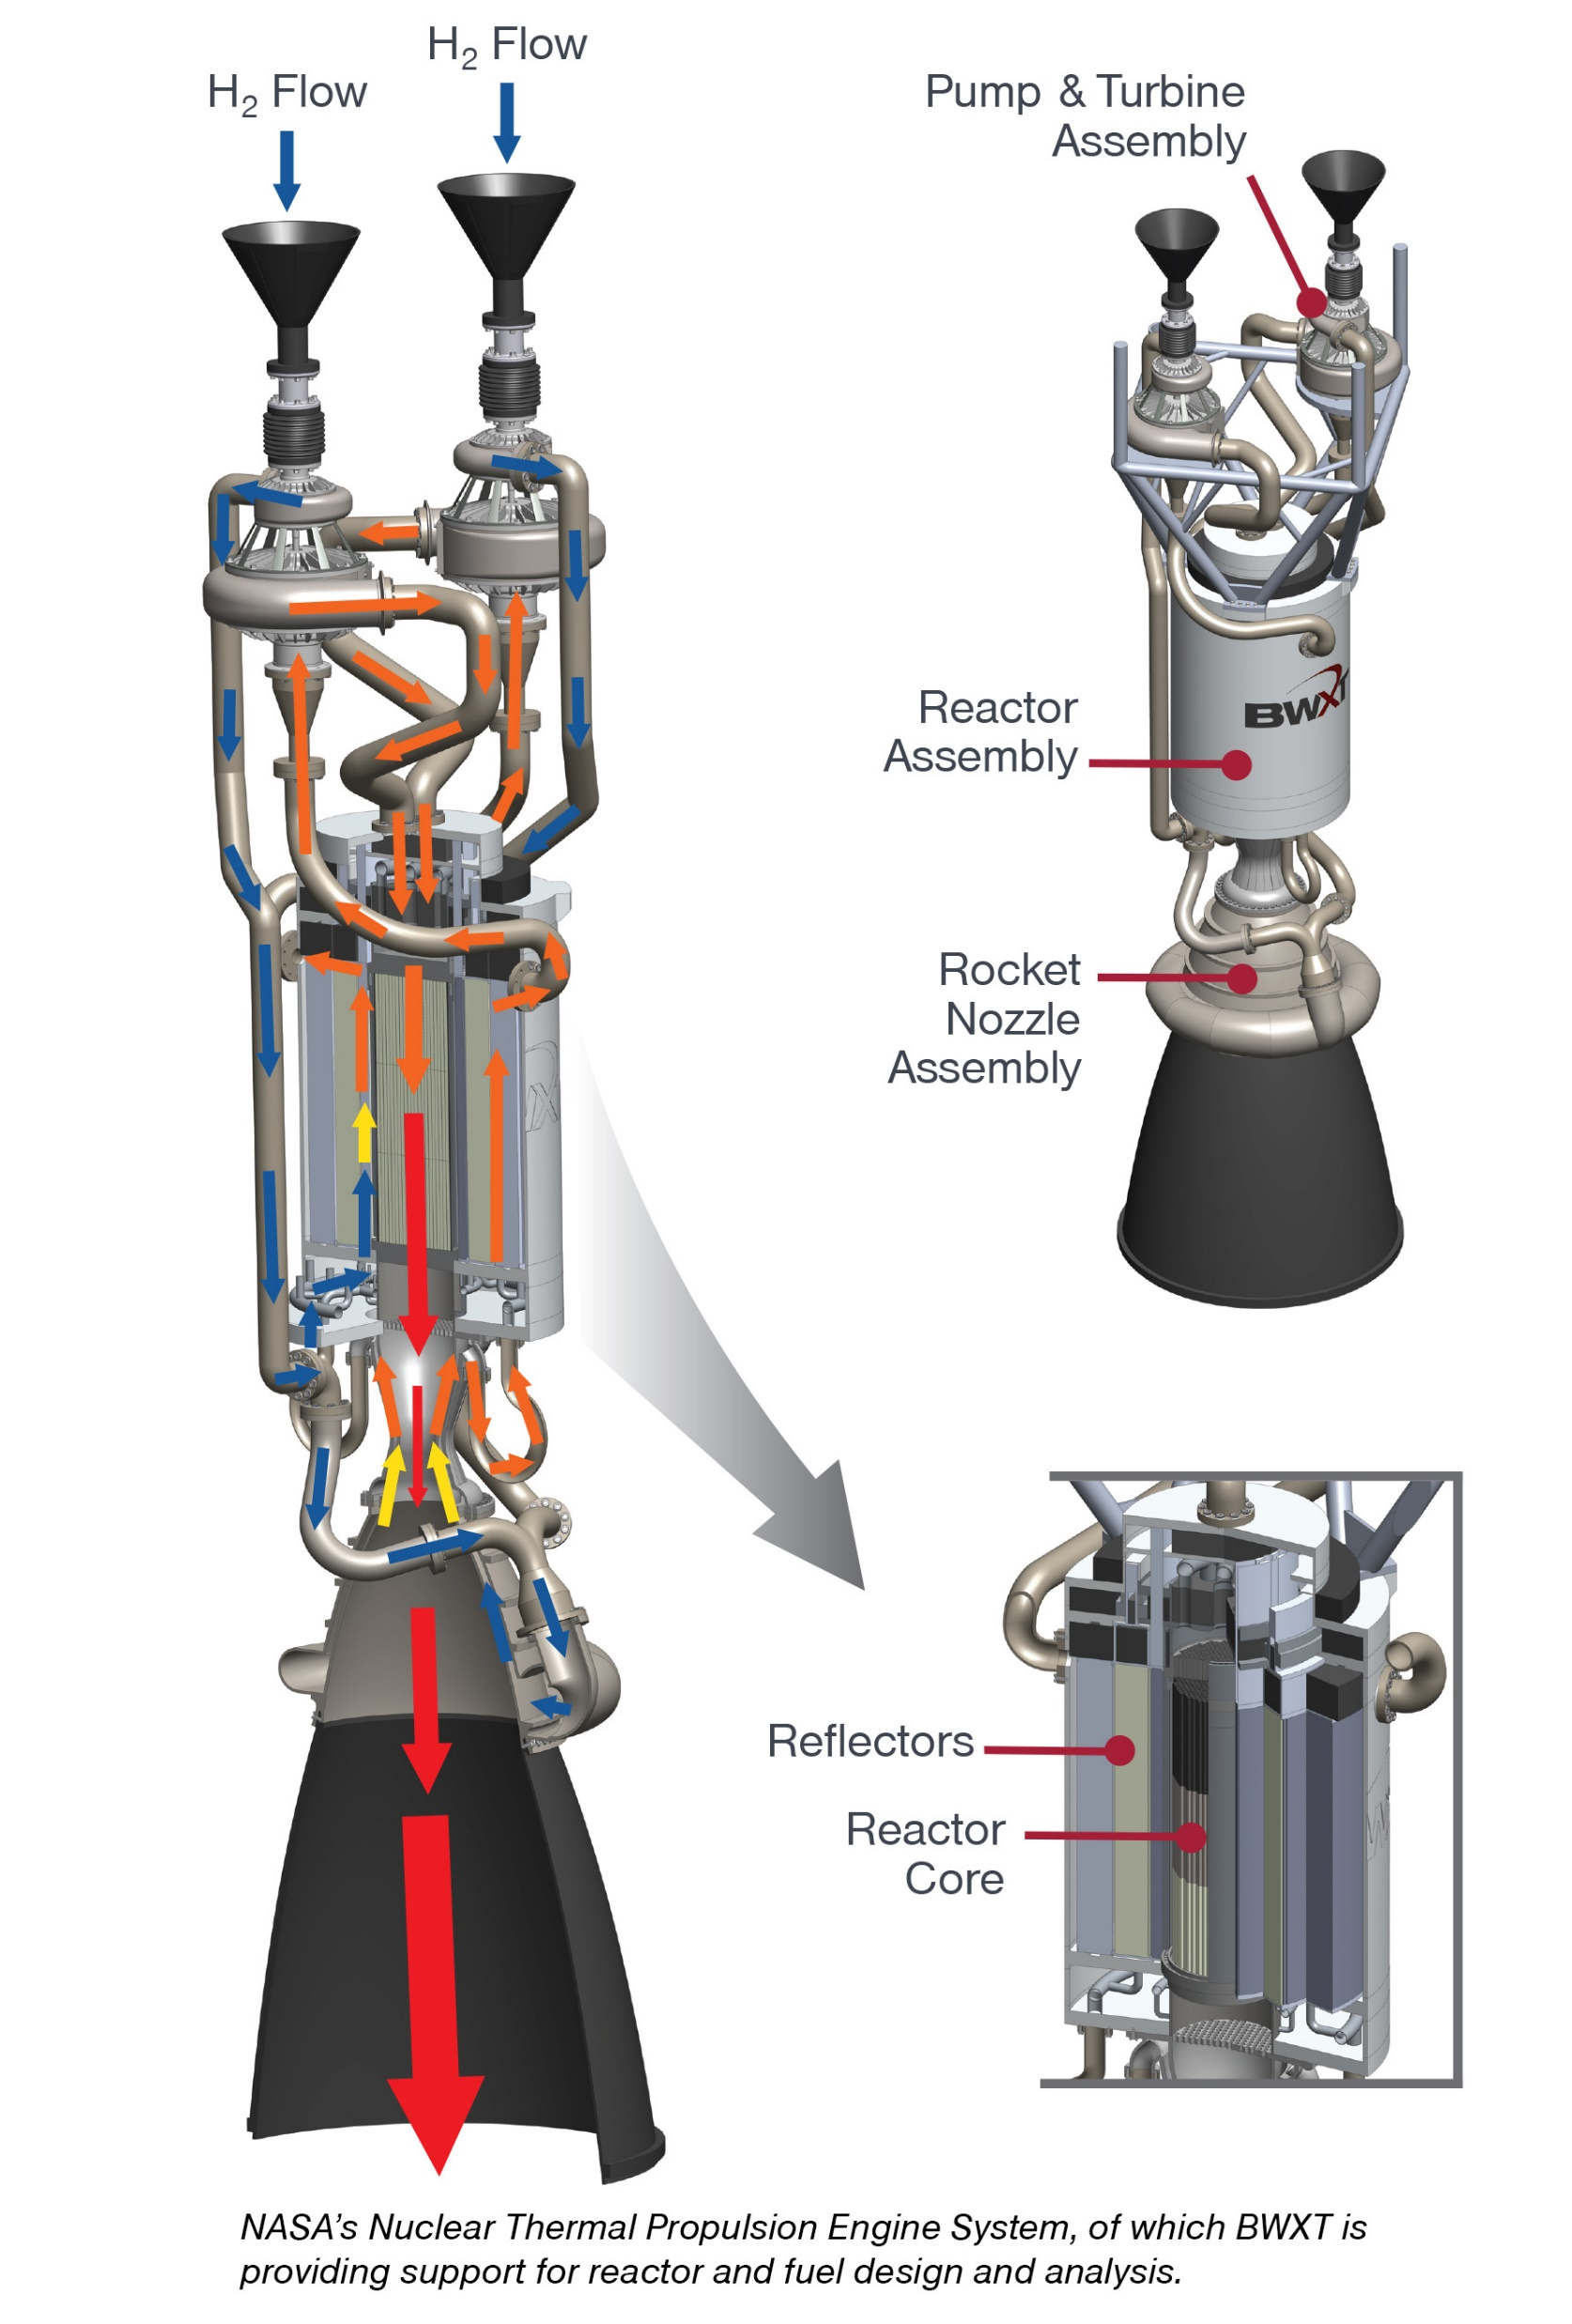 H₂ Flow
H₂ Flow
Pump & Turbine
Assembly
BWXT
Reactor
Assembly
Rocket
Nozzle
Assembly
Reflectors
Reactor
Core
NASA’s Nuclear Thermal Propulsion Engine System, of which BWXT is
providing support for reactor and fuel design and analysis.